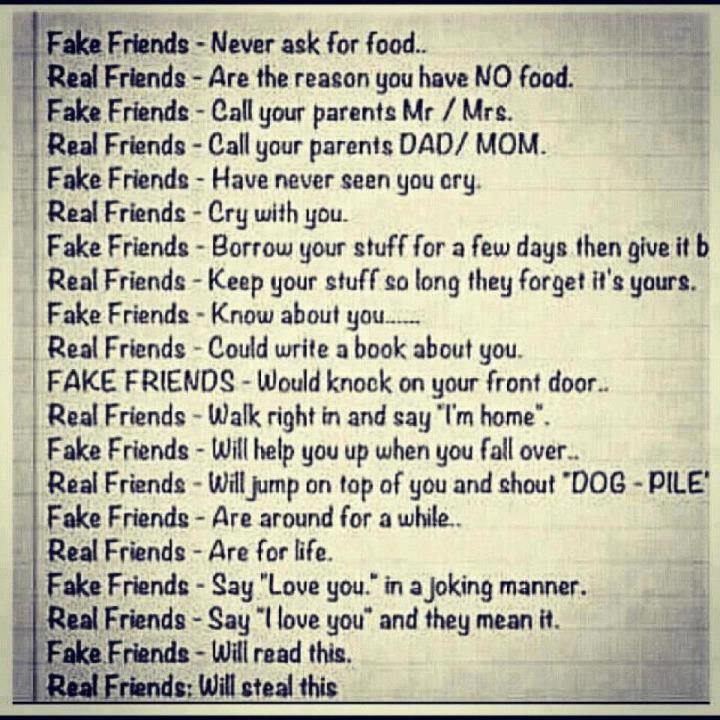 Fake Friends - Never ask for food..
Real Friends - Are the reason you have NO food.
Fake Friends - Call your parents Mr / Mrs.
Real Friends - Call your parents DAD/ MOM.
Fake Friends - Have never seen you cry.
Real Friends - Cry with you.
Fake Friends - Borrow your stuff for a few days then give it b
Real Friends - Keep your stuff so long they forget it's yours.
Fake Friends - Know about you......
Real Friends - Could write a book about you.
FAKE FRIENDS - Would knock on your front door..
Real Friends - Walk right in and say "I'm home".
Fake Friends - Will help you up when you fall over..
Real Friends - Will jump on top of you and shout "DOG - PILE"
Fake Friends - Are around for a while..
Real Friends - Are for life.
Fake Friends - Say "Love you." in a joking manner.
Real Friends - Say "I love you" and they mean it.
Fake Friends - Will read this.
Real Friends: Will steal this